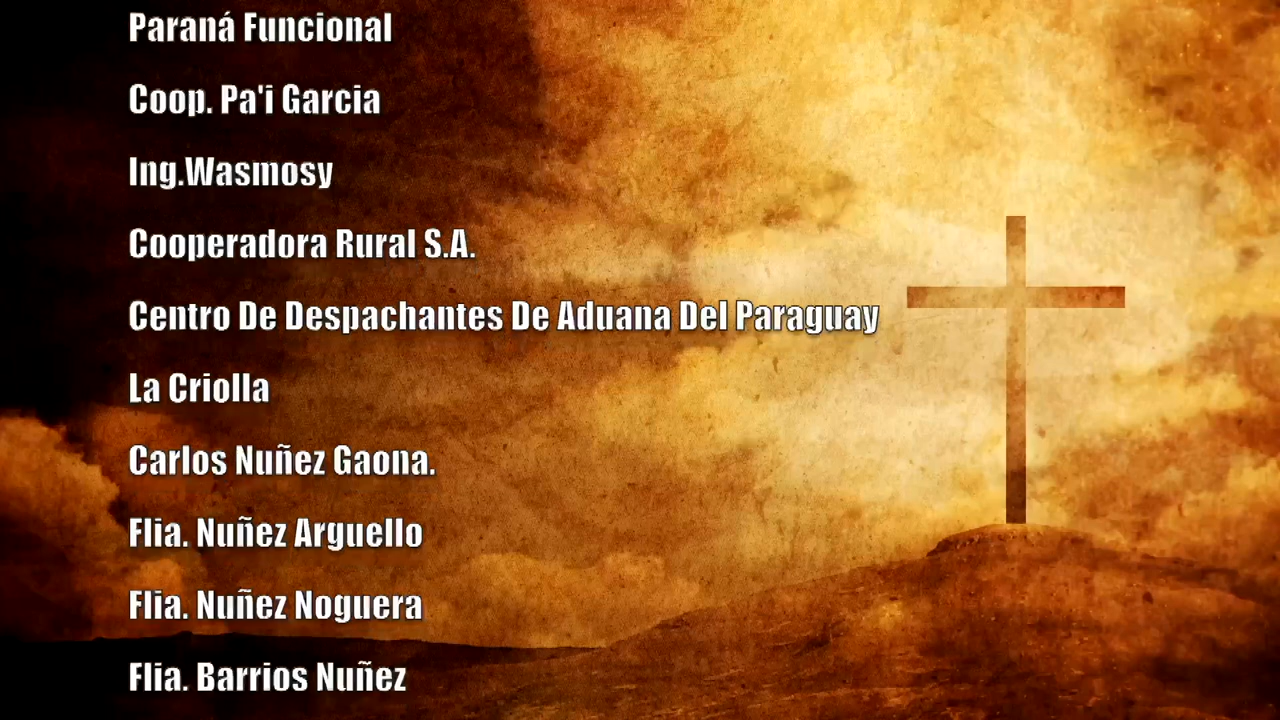 Paraná Funcional
Coop. Pa'i Garcia
Ing.Wasmosy
Cooperadora Rural S.A.
Centro De Despachantes De Aduana Del Paraguay
La Criolla
Carlos Nuñez Gaona.
Flia. Nuñez Arguello
Flia. Nuñez Noguera
Flia. Barrios Nuñez